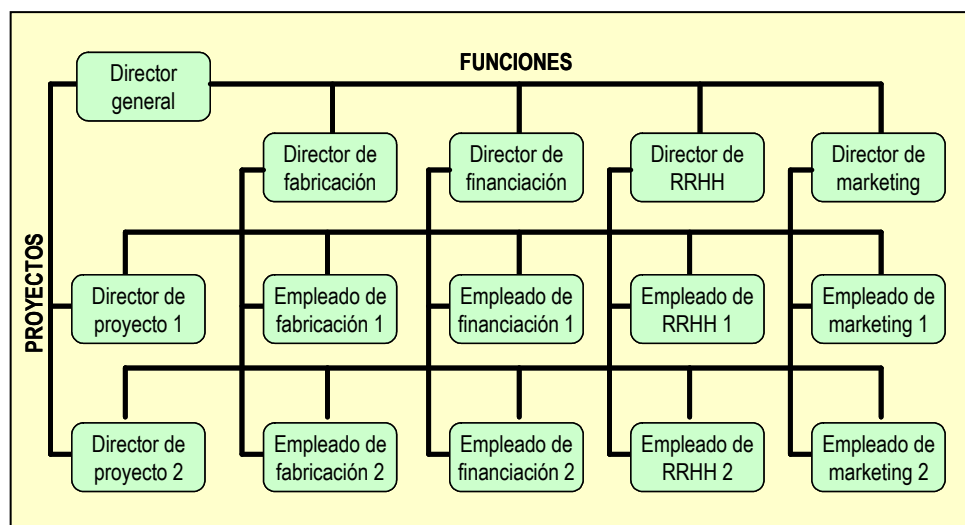 FUNCIONES
Director
general
Director de
fabricación
Director de
financiación
Director de
RRHH
Director de
marketing
PROYECTOS
Director de
proyecto 1
Empleado de
fabricación 1
Empleado de
financiación 1
Empleado de
RRHH 1
Empleado de
marketing 1
Director de
proyecto 2
Empleado de
fabricación 2
Empleado de
financiación 2
Empleado de
RRHH 2
Empleado de
marketing 2